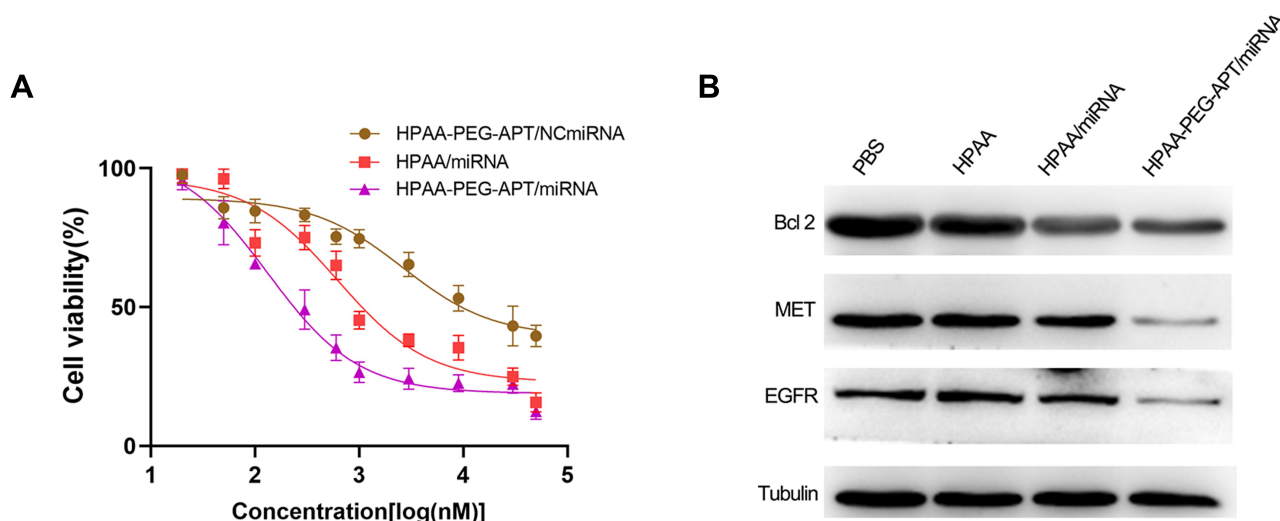 A
HPAA-PEG-APT/NCmiRNA
HPAA/miRNA
HPAA-PEG-APT/miRNA
Cell viability(%)
100
50
0
1 2 3 4 5
Concentration[log(nM)]
B
PBS
HPAA
HPAA/miRNA
HPAA-PEG-APT/miRNA
Bcl 2
MET
EGFR
Tubulin